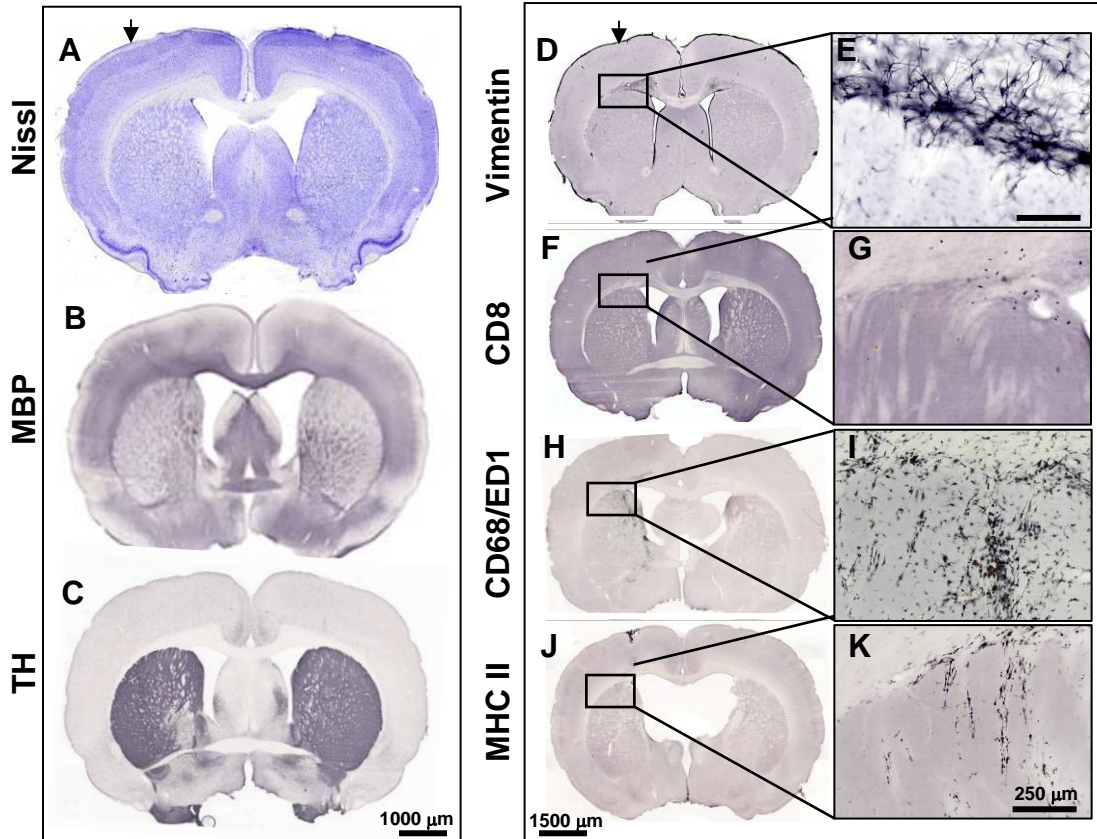 A
Nissl
B
MBP
C
TH
1000 μm
D
Vimentin
E
F
CD8
G
H
CD68/ED1
I
J
MHC II
K
250 μm
1500 μm